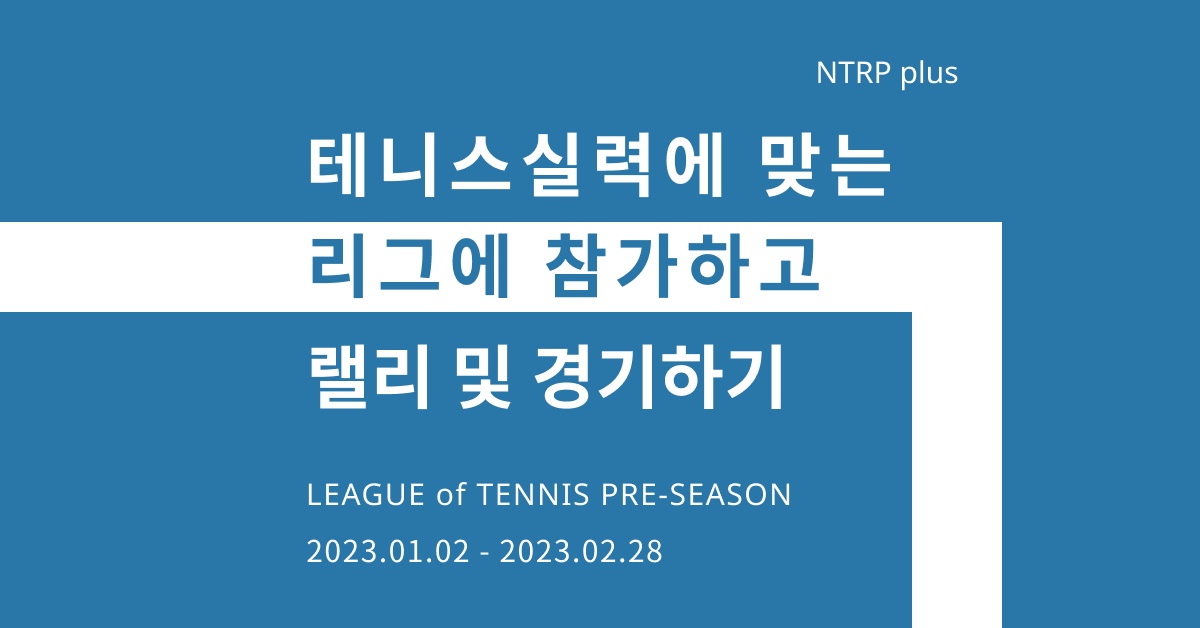 NTRP plus
테니스실력에 맞는
리그에 참가하고
랠리 및 경기하기
LEAGUE of TENNIS PRE-SEASON
2023.01.02 - 2023.02.28